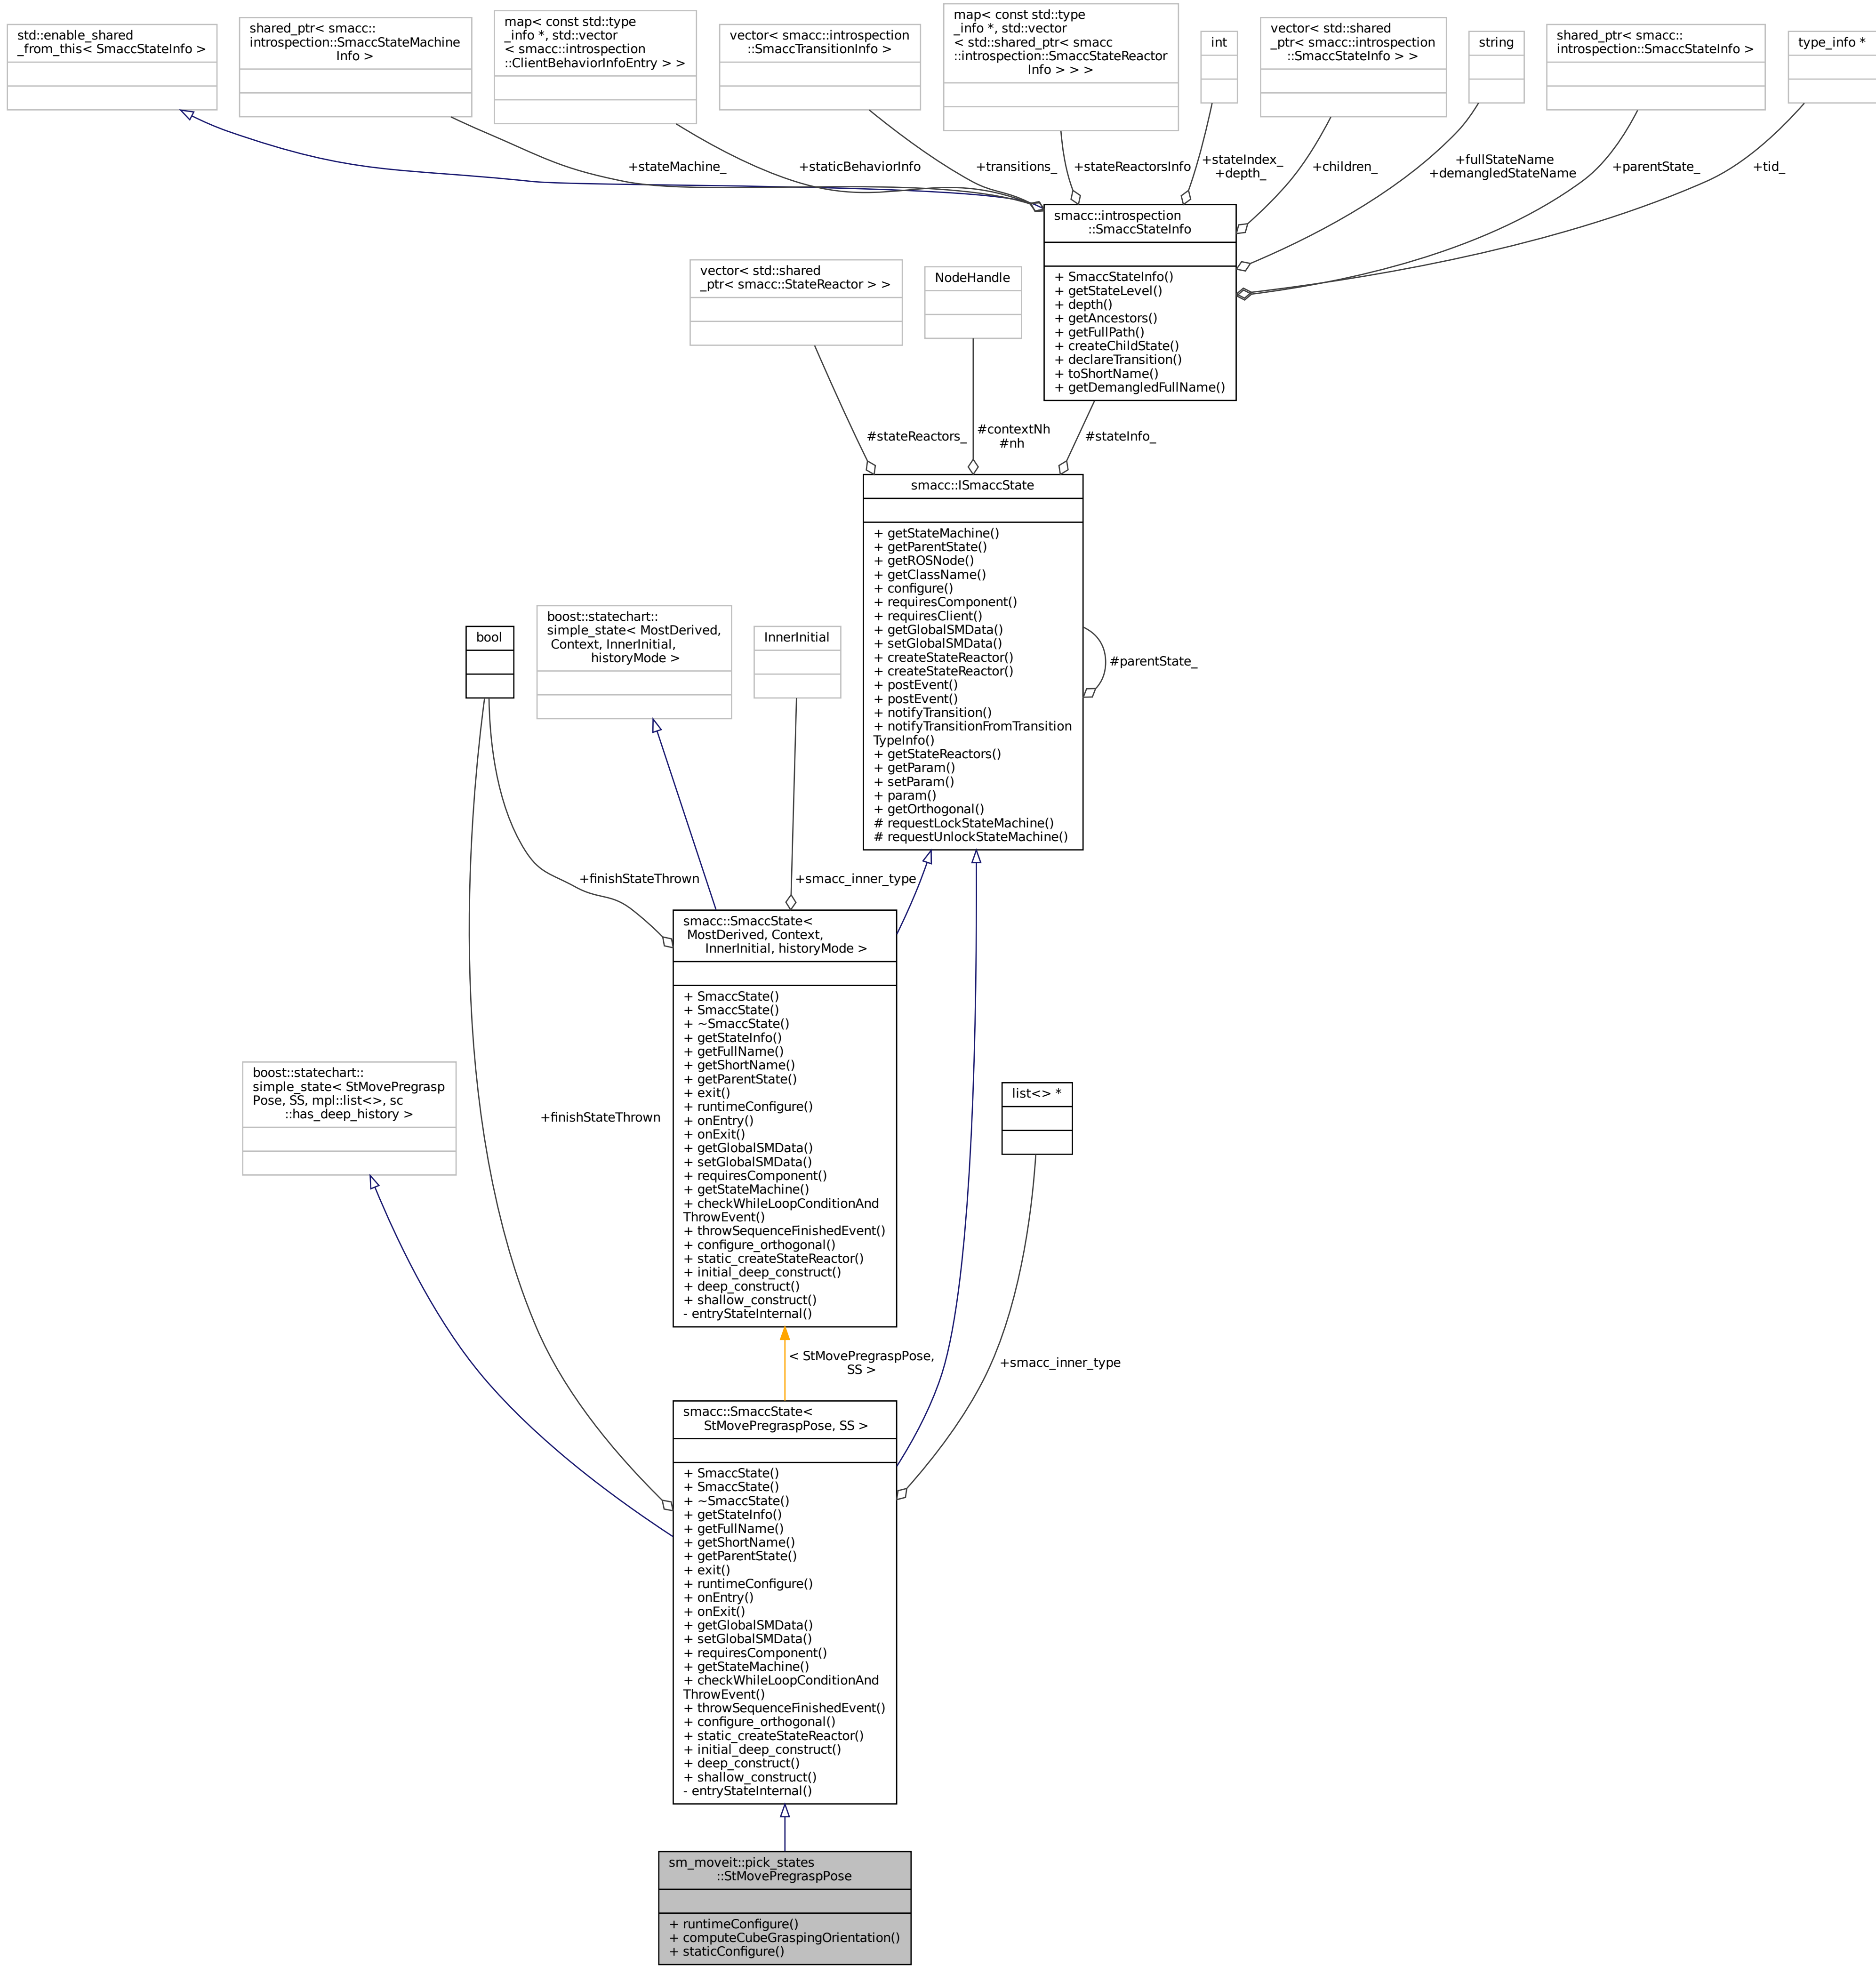 std::enable_shared
_from_this< SmaccStateInfo >
shared_ptr< smacc::
introspection::SmaccStateMachine
Info >
map< const std::type
_info *, std::vector
< smacc::introspection
::ClientBehaviorInfoEntry > >
vector< smacc::introspection
::SmaccTransitionInfo >
map< const std::type
_info *, std::vector
< std::shared_ptr< smacc
::introspection::SmaccStateReactor
Info > > >
int
vector< std::shared
_ptr< smacc::introspection
::SmaccStateInfo > >
string
shared_ptr< smacc::
introspection::SmaccStateInfo >
type_info *
+stateMachine_
+staticBehaviorInfo
+transitions_
+stateReactorsInfo
+stateIndex_
+depth_
+children_
+fullStateName
+demangledStateName
+parentState_
+tid_
smacc::introspection
::SmaccStateInfo
+ SmaccStateInfo()
+ getStateLevel()
+ depth()
+ getAncestors()
+ getFullPath()
+ createChildState()
+ declareTransition()
+ toShortName()
+ getDemangledFullName()
vector< std::shared
_ptr< smacc::StateReactor > >
NodeHandle
#stateReactors_
#contextNh
#nh
#stateInfo_
smacc::ISmaccState
+ getStateMachine()
+ getParentState()
+ getROSNode()
+ getClassName()
+ configure()
+ requiresComponent()
+ requiresClient()
+ getGlobalSMData()
+ setGlobalSMData()
+ createStateReactor()
+ createStateReactor()
+ postEvent()
+ postEvent()
+ notifyTransition()
+ notifyTransitionFromTransition
TypeInfo()
+ getStateReactors()
+ getParam()
+ setParam()
+ param()
+ getOrthogonal()
# requestLockStateMachine()
# requestUnlockStateMachine()
#parentState_
bool
boost::statechart::
simple_state< MostDerived,
Context, InnerInitial,
historyMode >
InnerInitial
+finishStateThrown
+smacc_inner_type
smacc::SmaccState<
MostDerived, Context,
InnerInitial, historyMode >
+ SmaccState()
+ SmaccState()
+ ~SmaccState()
+ getStateInfo()
+ getFullName()
+ getShortName()
+ getParentState()
+ exit()
+ runtimeConfigure()
+ onEntry()
+ onExit()
+ getGlobalSMData()
+ setGlobalSMData()
+ requiresComponent()
+ getStateMachine()
+ checkWhileLoopConditionAnd
ThrowEvent()
+ throwSequenceFinishedEvent()
+ configure_orthogonal()
+ static_createStateReactor()
+ initial_deep_construct()
+ deep_construct()
+ shallow_construct()
- entryStateInternal()
boost::statechart::
simple_state< StMovePregrasp
Pose, SS, mpl::list<>, sc
::has_deep_history >
+finishStateThrown
list<> *
< StMovePregraspPose,
SS >
+smacc_inner_type
smacc::SmaccState<
StMovePregraspPose, SS >
+ SmaccState()
+ SmaccState()
+ ~SmaccState()
+ getStateInfo()
+ getFullName()
+ getShortName()
+ getParentState()
+ exit()
+ runtimeConfigure()
+ onEntry()
+ onExit()
+ getGlobalSMData()
+ setGlobalSMData()
+ requiresComponent()
+ getStateMachine()
+ checkWhileLoopConditionAnd
ThrowEvent()
+ throwSequenceFinishedEvent()
+ configure_orthogonal()
+ static_createStateReactor()
+ initial_deep_construct()
+ deep_construct()
+ shallow_construct()
- entryStateInternal()
sm_moveit::pick_states
::StMovePregraspPose
+ runtimeConfigure()
+ computeCubeGraspingOrientation()
+ staticConfigure()